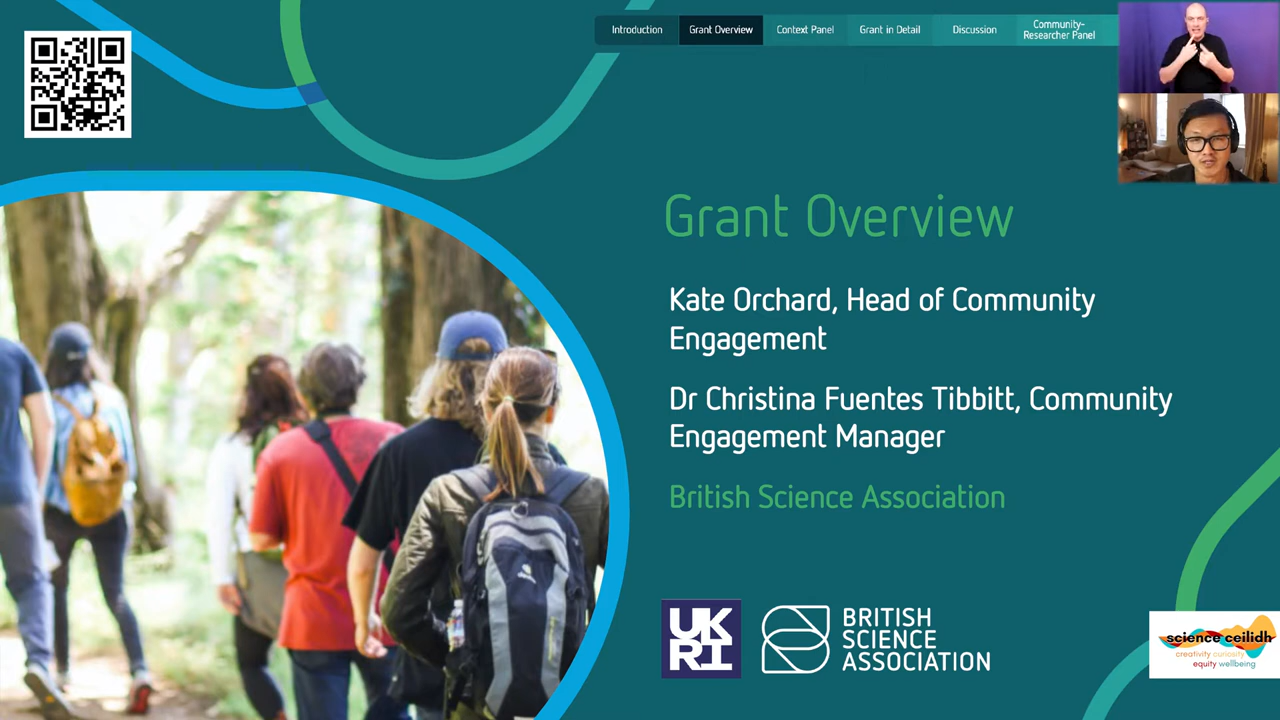 Introduction
Grant Overview
Context Panel
Grant in Detail
Discussion
Community-
Researcher Panel
Grant Overview
Kate Orchard, Head of Community
Engagement
Dr Christina Fuentes Tibbitt, Community
Engagement Manager
British Science Association
UK
RI
BRITISH
SCIENCE
ASSOCIATION
science ceilidh
creativity curiosity
equity wellbeing